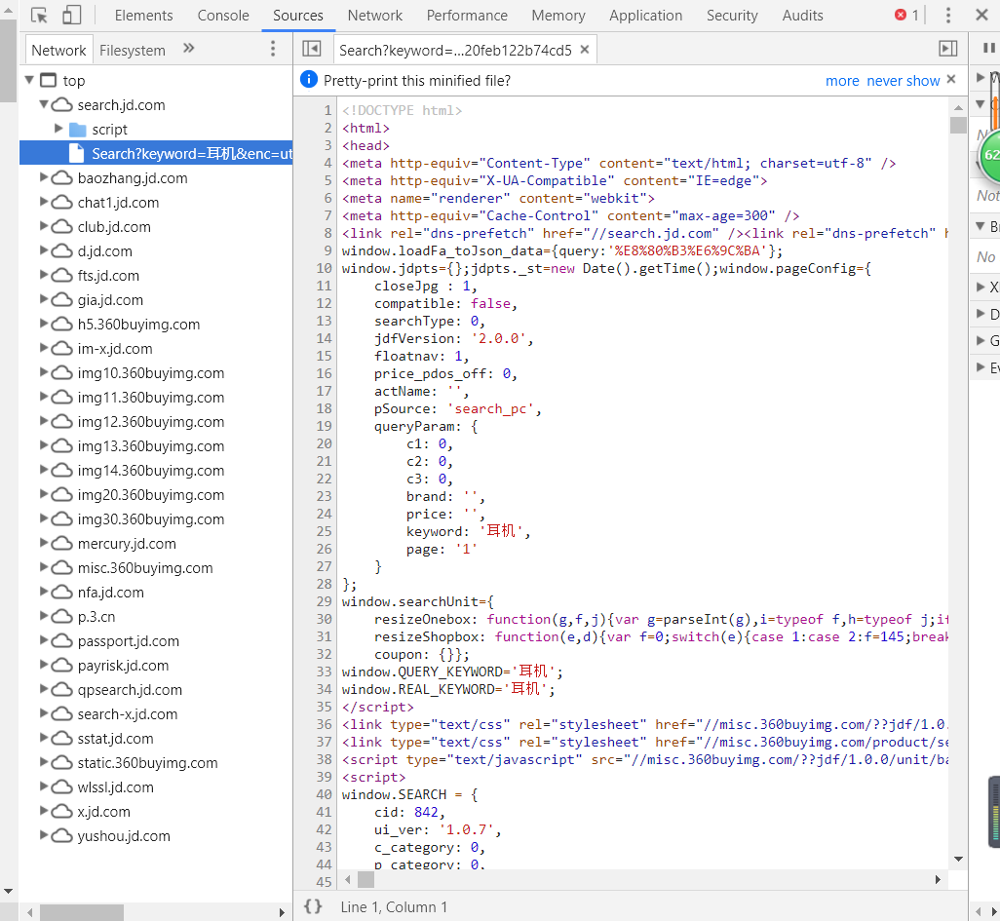 Elements Console Sources Network Performance Memory Application Security Audits 1
Network Filesystem
Search?keyword=...20feb122b74cd5
Pretty-print this minified file?
more never show
top
search.jd.com
script
Search?keyword=耳机&enc=ut
baozhang.jd.com
chat1.jd.com
club.jd.com
d.jd.com
fts.jd.com
gia.jd.com
h5.360buyimg.com
im-x.jd.com
img10.360buyimg.com
img11.360buyimg.com
img12.360buyimg.com
img13.360buyimg.com
img14.360buyimg.com
img20.360buyimg.com
img30.360buyimg.com
mercury.jd.com
misc.360buyimg.com
nfa.jd.com
p.3.cn
passport.jd.com
payrisk.jd.com
qpsearch.jd.com
search-x.jd.com
sstat.jd.com
static.360buyimg.com
wlssl.jd.com
x.jd.com
yushou.jd.com
1 <!DOCTYPE html>
2 <html>
3 <head>
4 <meta http-equiv="Content-Type" content="text/html; charset=utf-8" />
5 <meta http-equiv="X-UA-Compatible" content="IE=edge">
6 <meta name="renderer" content="webkit">
7 <meta http-equiv="Cache-Control" content="max-age=300" />
8 <link rel="dns-prefetch" href="//search.jd.com" /><link rel="dns-prefetch" h
9 window.loadFa_toJson_data={query:'%E8%80%B3%E6%9C%BA'};
10 window.jdpts={};jdpts._st=new Date().getTime();window.pageConfig={
11 closeJpg : 1,
12 compatible: false,
13 searchType: 0,
14 jdfVersion: '2.0.0',
15 floatnav: 1,
16 price_pdos_off: 0,
17 actName: '',
18 pSource: 'search_pc',
19 queryParam: {
20 c1: 0,
21 c2: 0,
22 c3: 0,
23 brand: '',
24 price: '',
25 keyword: '耳机',
26 page: '1'
27 }
28 };
29 window.searchUnit={
30 resizeOnebox: function(g,f,j){var g=parseInt(g),i=typeof f,h=typeof j;if
31 resizeShopbox: function(e,d){var f=0;switch(e){case 1:case 2:f=145;break
32 coupon: {}};
33 window.QUERY_KEYWORD='耳机';
34 window.REAL_KEYWORD='耳机';
35 </script>
36 <link type="text/css" rel="stylesheet" href="//misc.360buyimg.com/??jdf/1.0.
37 <link type="text/css" rel="stylesheet" href="//misc.360buyimg.com/product/se
38 <script type="text/javascript" src="//misc.360buyimg.com/??jdf/1.0.0/unit/ba
39 <script>
40 window.SEARCH = {
41 cid: 842,
42 ui_ver: '1.0.7',
43 c_category: 0,
44 p_category: 0,
45
{} Line 1, Column 1
62
Not
Br
No